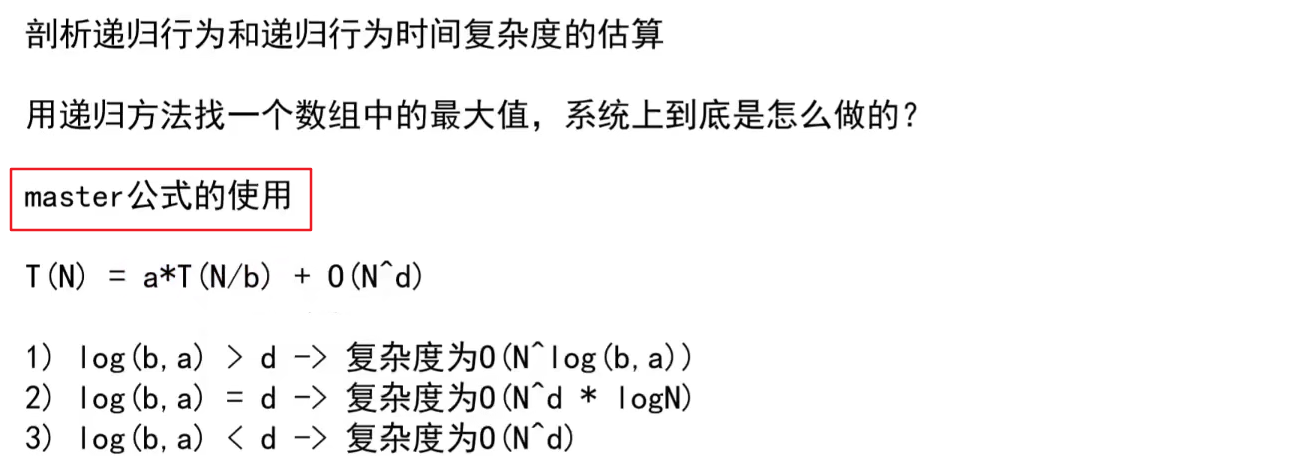 剖析递归行为和递归行为时间复杂度的估算
用递归方法找一个数组中的最大值，系统上到底是怎么做的？
master公式的使用
T(N) = a*T(N/b) + O(N^d)
1) log(b,a) > d -> 复杂度为O(N^log(b,a))
2) log(b,a) = d -> 复杂度为O(N^d * logN)
3) log(b,a) < d -> 复杂度为O(N^d)